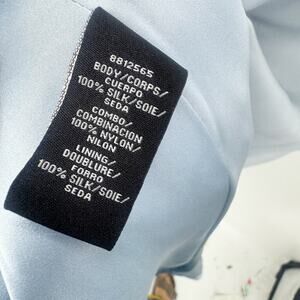 8812565
BODY/CORPS/
CUERPO
100% SILK/SOIE/
SEDA
COMBO/
COMBINACION
100% NYLON/
NILON
LINING/
DOUBLURE/
FORRO
100% SILK/SOIE/
SEDA